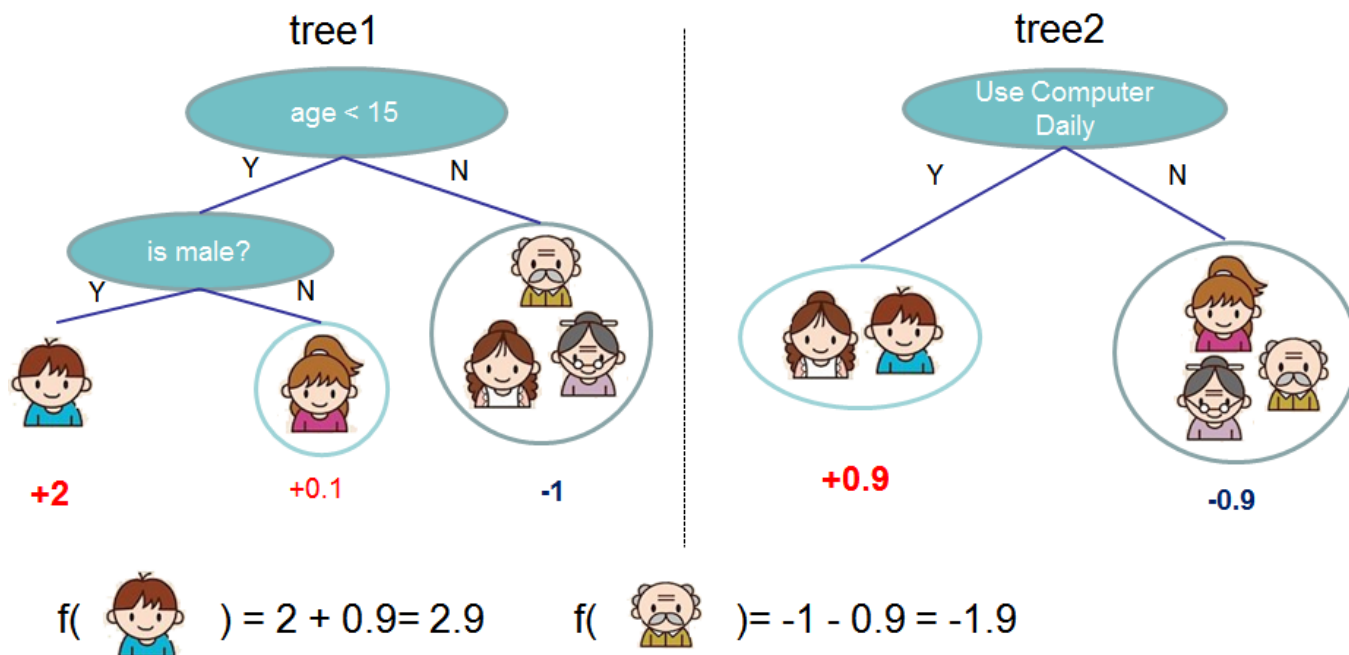 tree1
tree2
age < 15
Use Computer
Daily
Y
N
Y
N
is male?
Y
N
+2
+0.1
-1
+0.9
-0.9
f( ) = 2 + 0.9= 2.9
f( )= -1 - 0.9 = -1.9